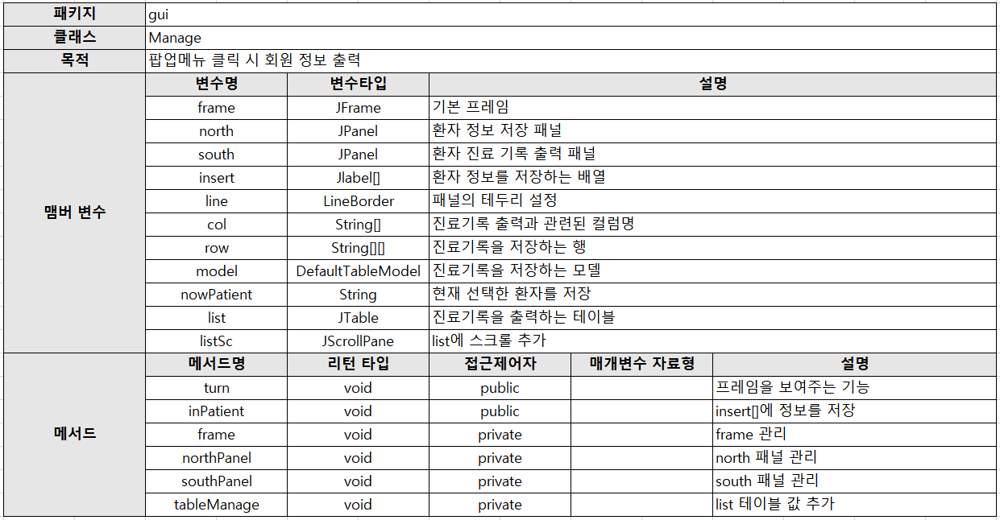 패키지 gui
클래스 Manage
목적 팝업메뉴 클릭 시 회원 정보 출력
맴버 변수
변수명 변수타입 설명
frame JFrame 기본 프레임
north JPanel 환자 정보 저장 패널
south JPanel 환자 진료 기록 출력 패널
insert Jlabel[] 환자 정보를 저장하는 배열
line LineBorder 패널의 테두리 설정
col String[] 진료기록 출력과 관련된 컬럼명
row String[][] 진료기록을 저장하는 행
model DefaultTableModel 진료기록을 저장하는 모델
nowPatient String 현재 선택한 환자를 저장
list JTable 진료기록을 출력하는 테이블
listSc JScrollPane list에 스크롤 추가
메서드
메서드명 리턴 타입 접근제어자 매개변수 자료형 설명
turn void public 프레임을 보여주는 기능
inPatient void public insert[]에 정보를 저장
frame void private frame 관리
northPanel void private north 패널 관리
southPanel void private south 패널 관리
tableManage void private list 테이블 값 추가